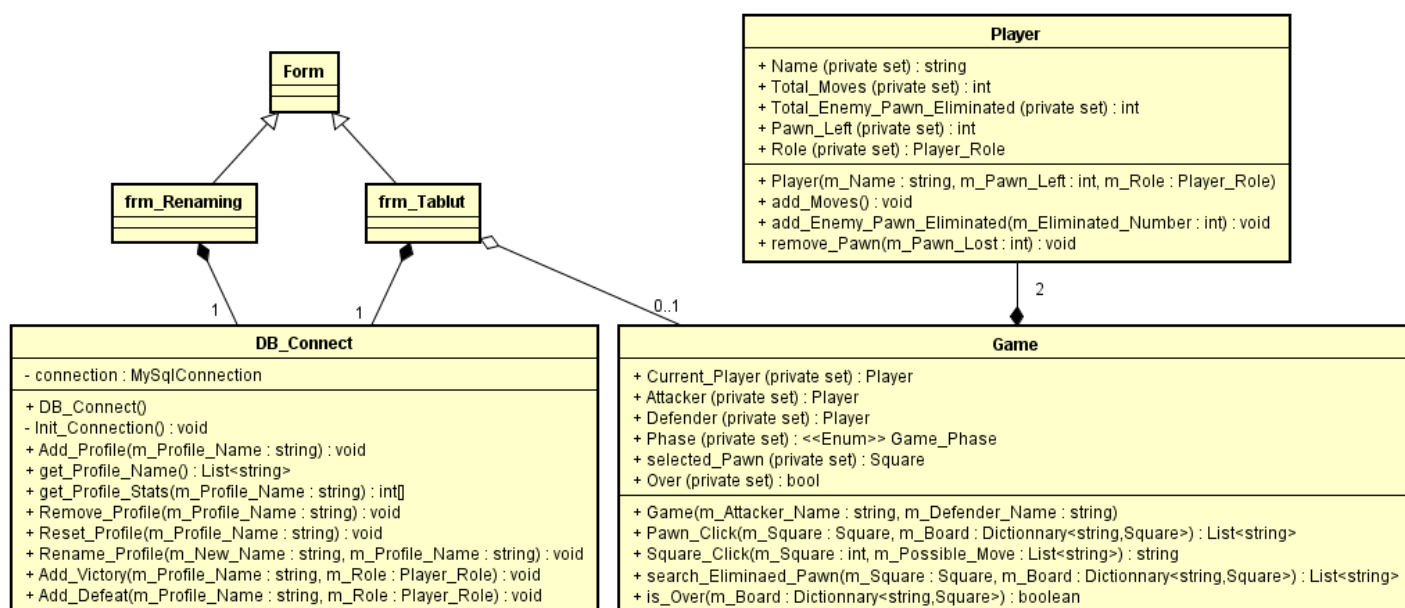 Form
frm_Renaming
frm_Tablut
1
1
0..1
Player
+ Name (private set) : string
+ Total_Moves (private set) : int
+ Total_Enemy_Pawn_Eliminated (private set) : int
+ Pawn_Left (private set) : int
+ Role (private set) : Player_Role
+ Player(m_Name : string, m_Pawn_Left : int, m_Role : Player_Role)
+ add_Moves() : void
+ add_Enemy_Pawn_Eliminated(m_Eliminated_Number : int) : void
+ remove_Pawn(m_Pawn_Lost : int) : void
2
DB_Connect
- connection : MySqlConnection
+ DB_Connect()
- Init_Connection() : void
+ Add_Profile(m_Profile_Name : string) : void
+ get_Profile_Name() : List<string>
+ get_Profile_Stats(m_Profile_Name : string) : int[]
+ Remove_Profile(m_Profile_Name : string) : void
+ Reset_Profile(m_Profile_Name : string) : void
+ Rename_Profile(m_New_Name : string, m_Profile_Name : string) : void
+ Add_Victory(m_Profile_Name : string, m_Role : Player_Role) : void
+ Add_Defeat(m_Profile_Name : string, m_Role : Player_Role) : void
Game
+ Current_Player (private set) : Player
+ Attacker (private set) : Player
+ Defender (private set) : Player
+ Phase (private set) : <<Enum>> Game_Phase
+ selected_Pawn (private set) : Square
+ Over (private set) : bool
+ Game(m_Attacker_Name : string, m_Defender_Name : string)
+ Pawn_Click(m_Square : Square, m_Board : Dictionnary<string,Square>) : List<string>
+ Square_Click(m_Square : int, m_Possible_Move : List<string>) : string
+ search_Eliminaed_Pawn(m_Square : Square, m_Board : Dictionnary<string,Square>) : List<string>
+ is_Over(m_Board : Dictionnary<string,Square>) : boolean